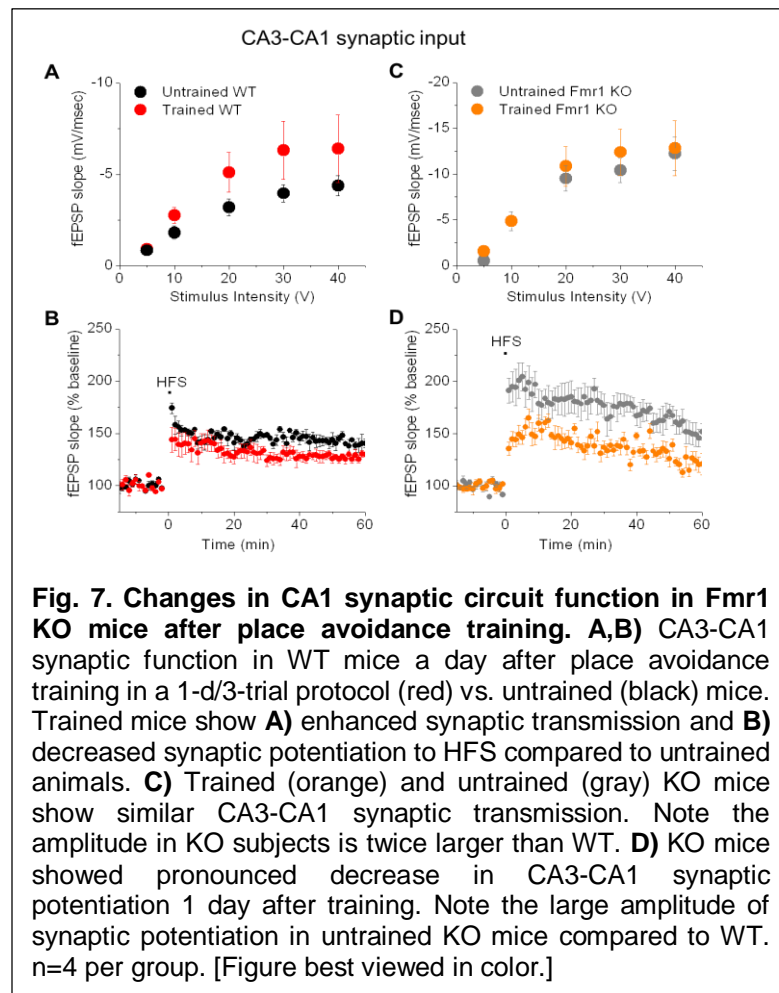 CA3-CA1 synaptic input
A
-10
-5
0
fEPSP slope (mV/msec)
Untrained WT
Trained WT
0 10 20 30 40
Stimulus Intensity (V)
C
-20
-15
-10
-5
0
fEPSP slope (mV/msec)
Untrained Fmr1 KO
Trained Fmr1 KO
0 10 20 30 40
Stimulus Intensity (V)
B
250
200
150
100
fEPSP slope (% baseline)
HFS
0 20 40 60
Time (min)
D
250
200
150
100
fEPSP slope (% baseline)
HFS
0 20 40 60
Time (min)
Fig. 7. Changes in CA1 synaptic circuit function in Fmr1
KO mice after place avoidance training. A,B) CA3-CA1
synaptic function in WT mice a day after place avoidance
training in a 1-d/3-trial protocol (red) vs. untrained (black) mice.
Trained mice show A) enhanced synaptic transmission and B)
decreased synaptic potentiation to HFS compared to untrained
animals. C) Trained (orange) and untrained (gray) KO mice
show similar CA3-CA1 synaptic transmission. Note the
amplitude in KO subjects is twice larger than WT. D) KO mice
showed pronounced decrease in CA3-CA1 synaptic
potentiation 1 day after training. Note the large amplitude of
synaptic potentiation in untrained KO mice compared to WT.
n=4 per group. [Figure best viewed in color.]